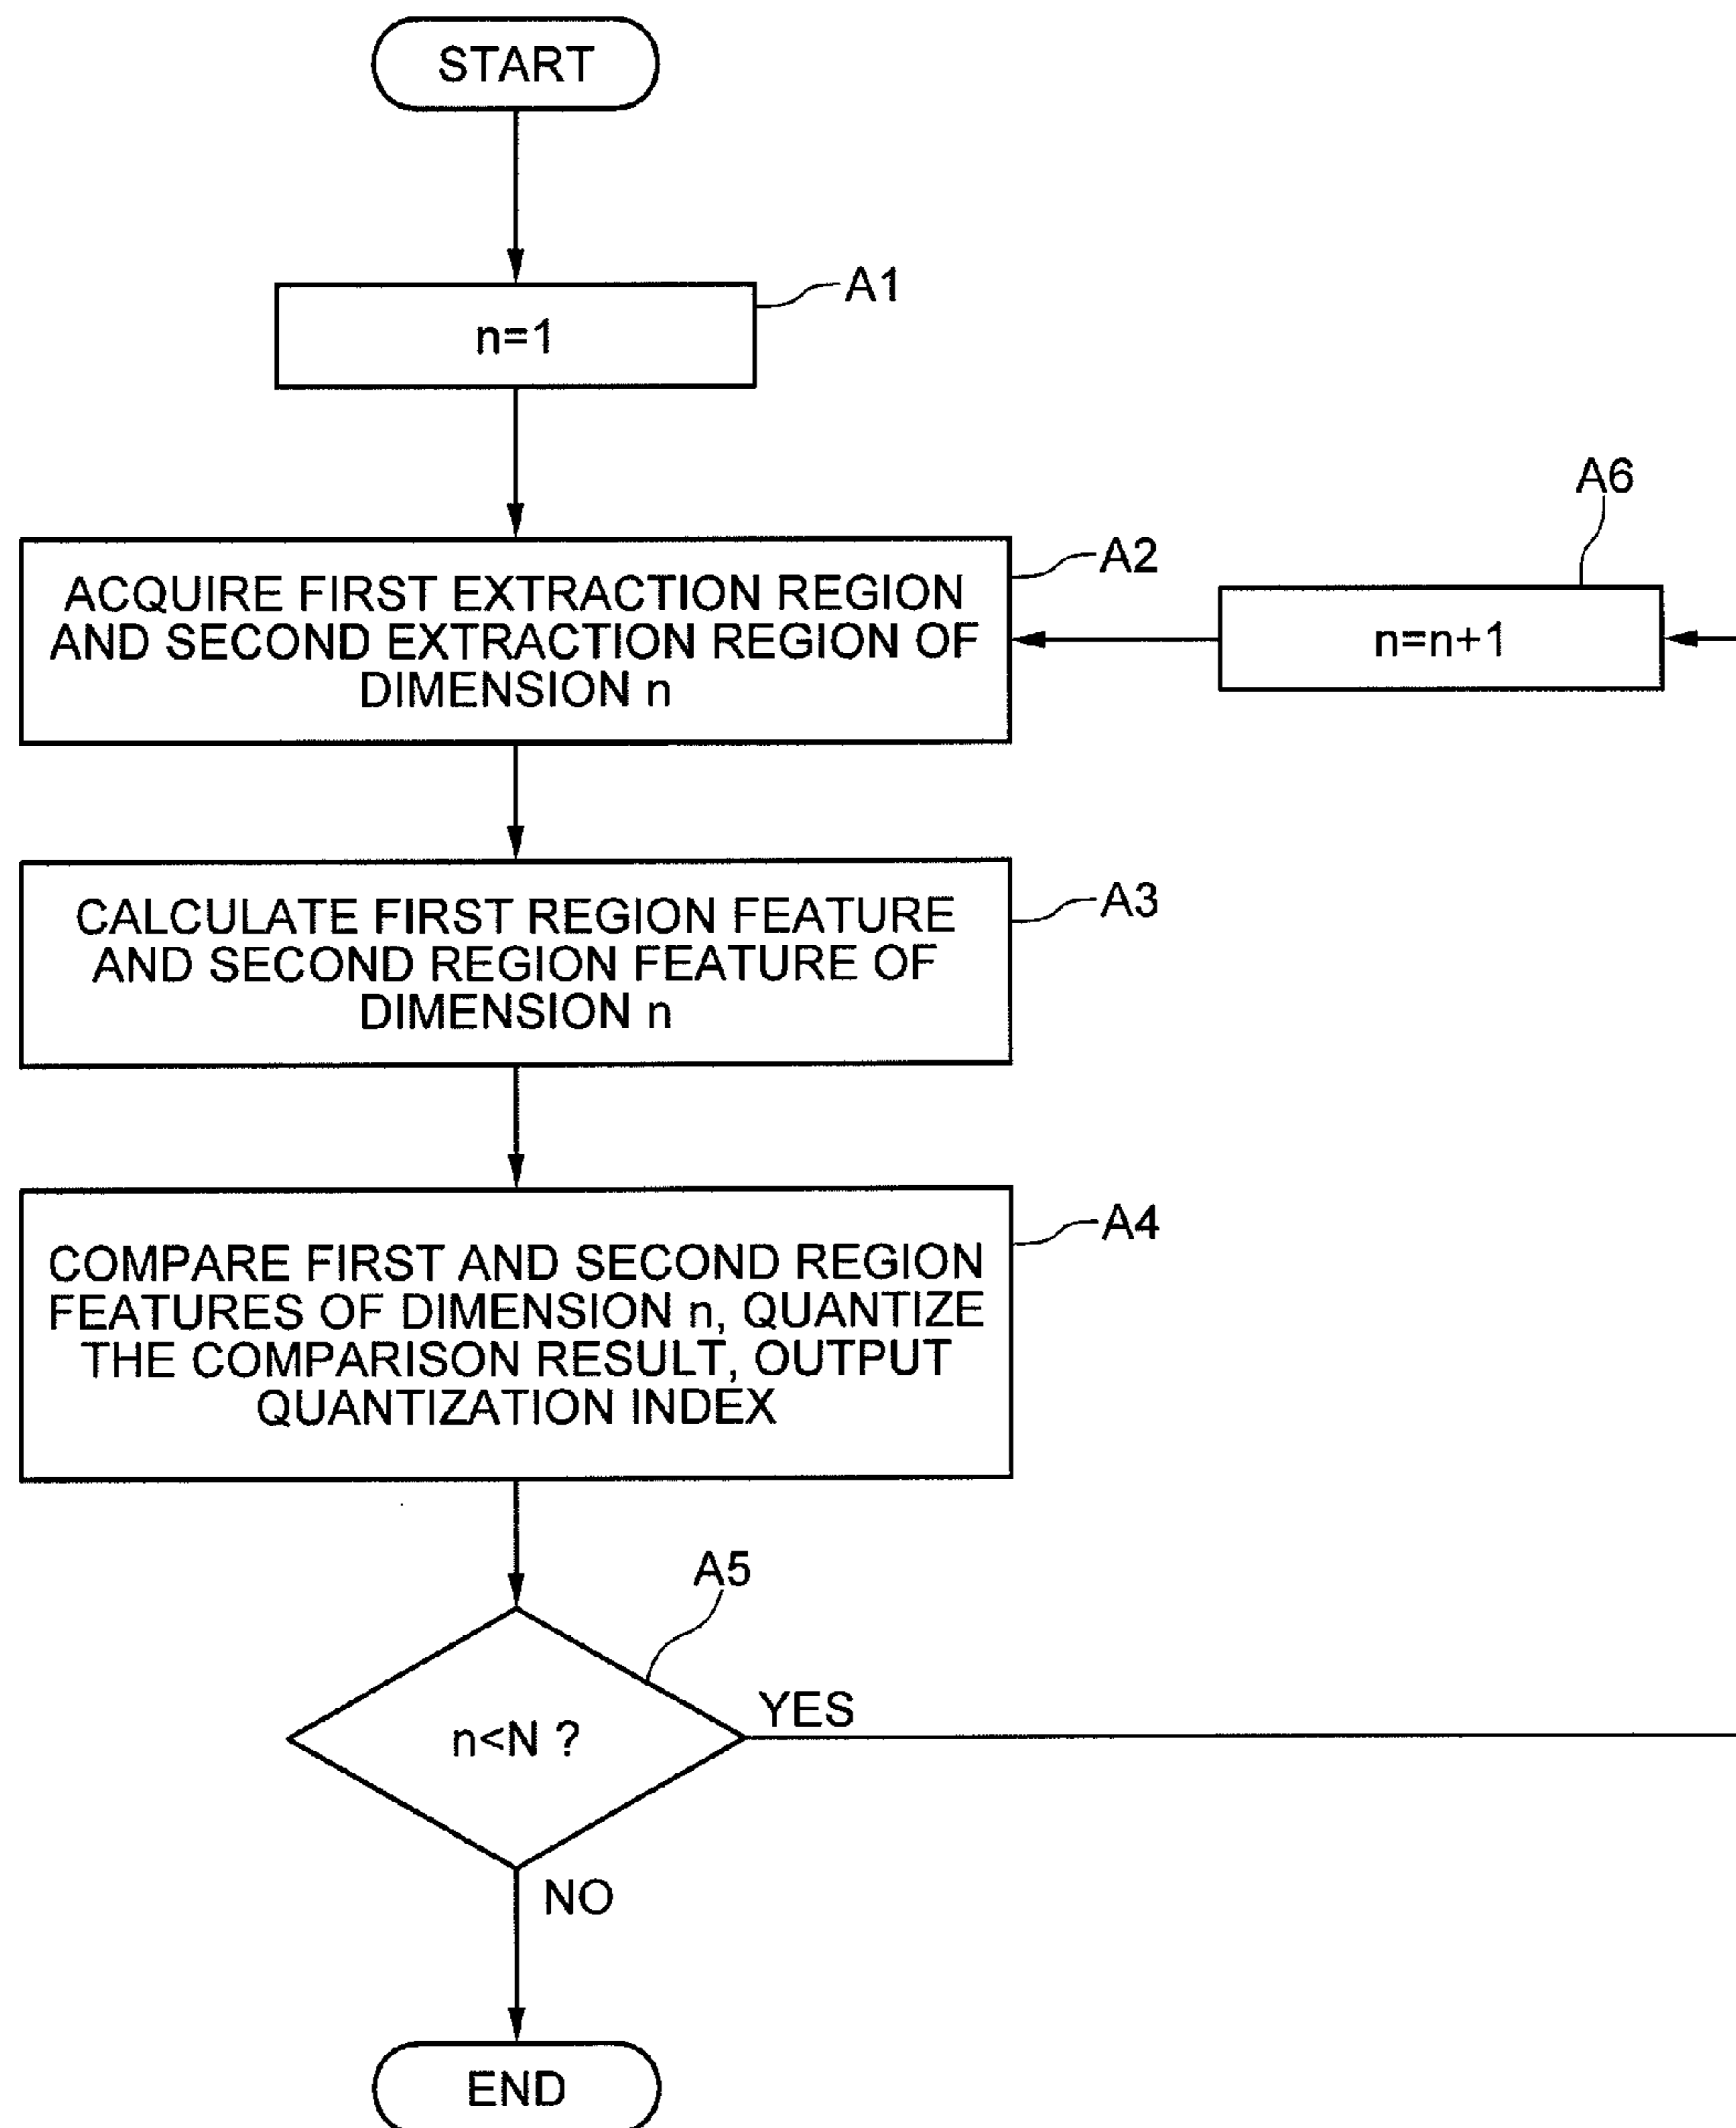 START
A1
n=1
A6
A2
ACQUIRE FIRST EXTRACTION REGION
AND SECOND EXTRACTION REGION OF
DIMENSION n
n=n+1
A3
CALCULATE FIRST REGION FEATURE
AND SECOND REGION FEATURE OF
DIMENSION n
A4
COMPARE FIRST AND SECOND REGION
FEATURES OF DIMENSION n, QUANTIZE
THE COMPARISON RESULT, OUTPUT
QUANTIZATION INDEX
A5
YES
n<N ?
NO
END